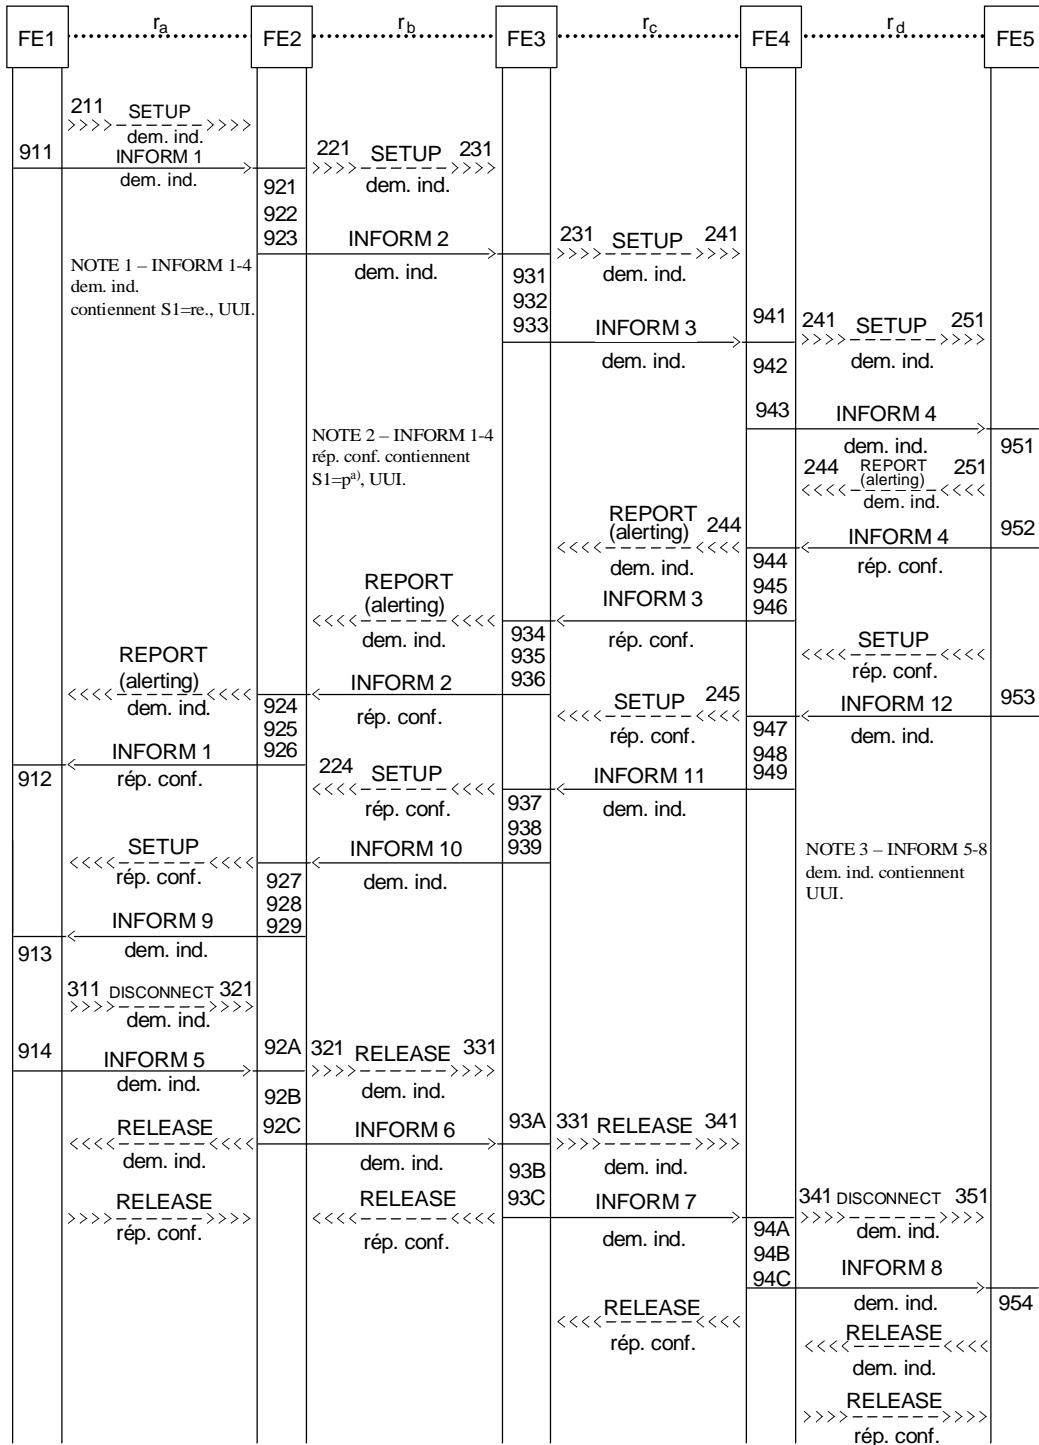 FE1 r a FE2 r b FE3 r c FE4 r d FE5
211 SETUP
dem. ind.
911 INFORM 1 221 SETUP 231
dem. ind. dem. ind.
921
922
923 INFORM 2 231 SETUP 241
dem. ind. dem. ind.
NOTE 1 – INFORM 1-4
dem. ind.
contiennent S1=re., UUI.
931
932
933 INFORM 3 941 241 SETUP 251
dem. ind. dem. ind.
942
943 INFORM 4
dem. ind. 951
NOTE 2 – INFORM 1-4
rép. conf. contiennent
S1=p a), UUI.
244 REPORT 251
(alerting)
dem. ind.
REPORT 244 INFORM 4 952
(alerting)
dem. ind. 944 rép. conf.
945
REPORT INFORM 3 946
(alerting)
dem. ind. 934 rép. conf. SETUP
935 rép. conf.
REPORT INFORM 2 936
(alerting)
dem. ind. 924 rép. conf. SETUP 245 INFORM 12 953
925 rép. conf. 947 dem. ind.
INFORM 1 926 948
912 rép. conf. 224 SETUP INFORM 11 949
rép. conf. 937 dem. ind.
938
SETUP INFORM 10 939
rép. conf. 927 dem. ind.
NOTE 3 – INFORM 5-8
dem. ind. contiennent
UUI.
928
INFORM 9 929
913 dem. ind.
311 DISCONNECT 321
dem. ind.
914 INFORM 5 92A 321 RELEASE 331
dem. ind. dem. ind.
92B
RELEASE 92C INFORM 6 93A 331 RELEASE 341
dem. ind. dem. ind. dem. ind.
93B
RELEASE RELEASE 93C INFORM 7 341 DISCONNECT 351
rép. conf. rép. conf. dem. ind. 94A dem. ind.
94B
94C INFORM 8
RELEASE dem. ind. 954
rép. conf. RELEASE
dem. ind.
RELEASE
rép. conf.